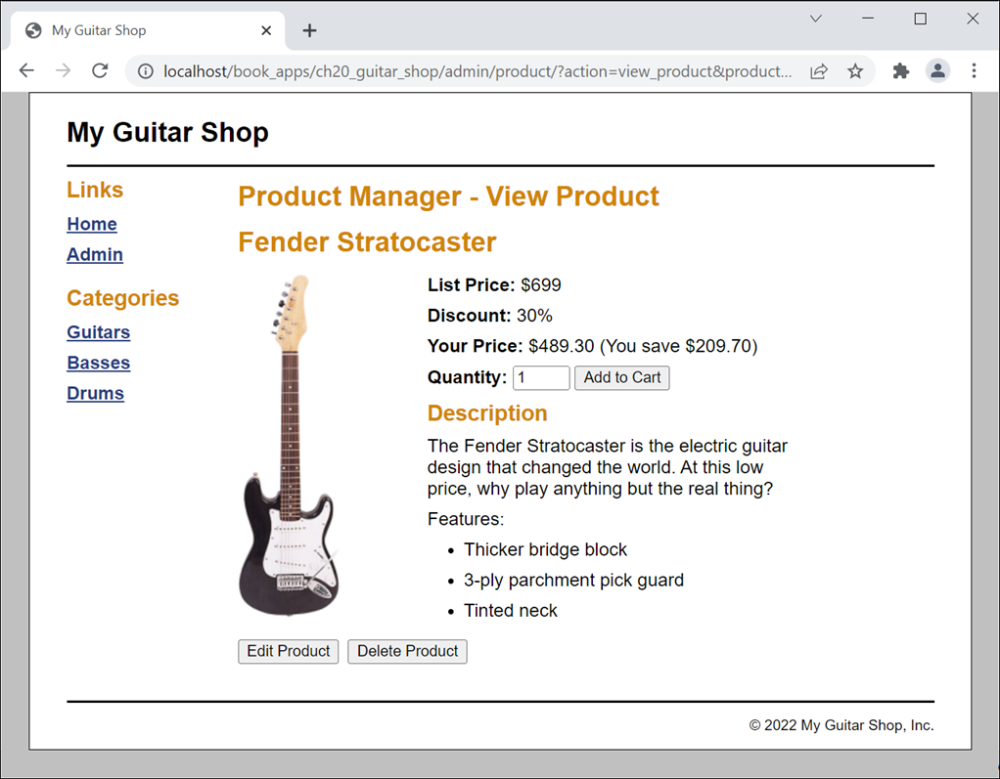 My Guitar Shop
localhost/book_apps/ch20_guitar_shop/admin/product/?action=view_product&product...
My Guitar Shop
Links
Home
Admin
Categories
Guitars
Basses
Drums
Product Manager - View Product
Fender Stratocaster
List Price: $699
Discount: 30%
Your Price: $489.30 (You save $209.70)
Quantity: 1 Add to Cart
Description
The Fender Stratocaster is the electric guitar
design that changed the world. At this low
price, why play anything but the real thing?
Features:
• Thicker bridge block
• 3-ply parchment pick guard
• Tinted neck
Edit Product Delete Product
© 2022 My Guitar Shop, Inc.